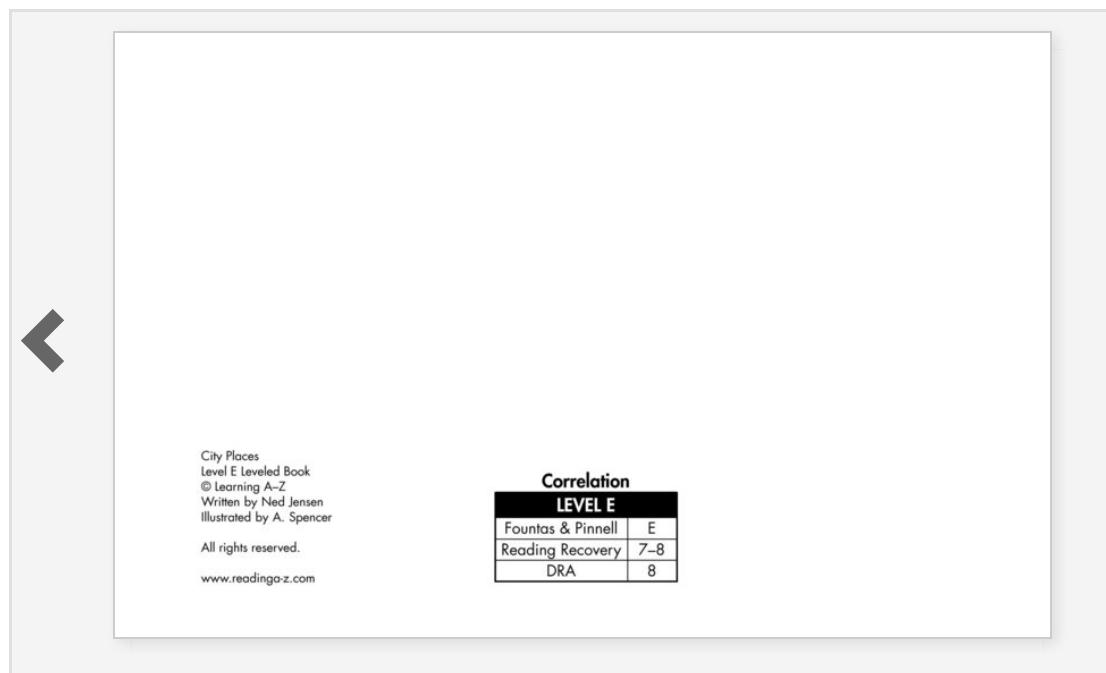 City Places
Level E Leveled Book
© Learning A–Z
Written by Ned Jensen
Illustrated by A. Spencer
All rights reserved.
www.readinga-z.com
Correlation
LEVEL E
Fountas & Pinnell E
Reading Recovery 7–8
DRA 8